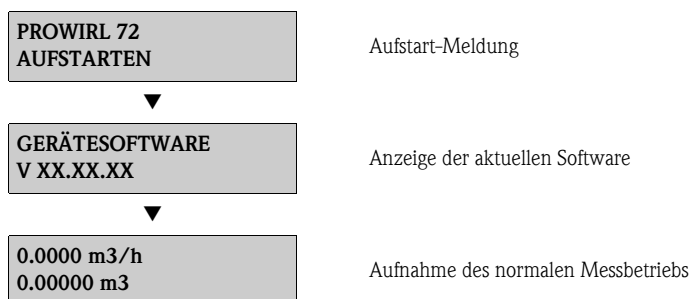 PROWIRL 72
AUFSTARTEN
Aufstart-Meldung
▼
GERÄTESOFTWARE
V XX.XX.XX
Anzeige der aktuellen Software
▼
0.0000 m3/h
0.00000 m3
Aufnahme des normalen Messbetriebs